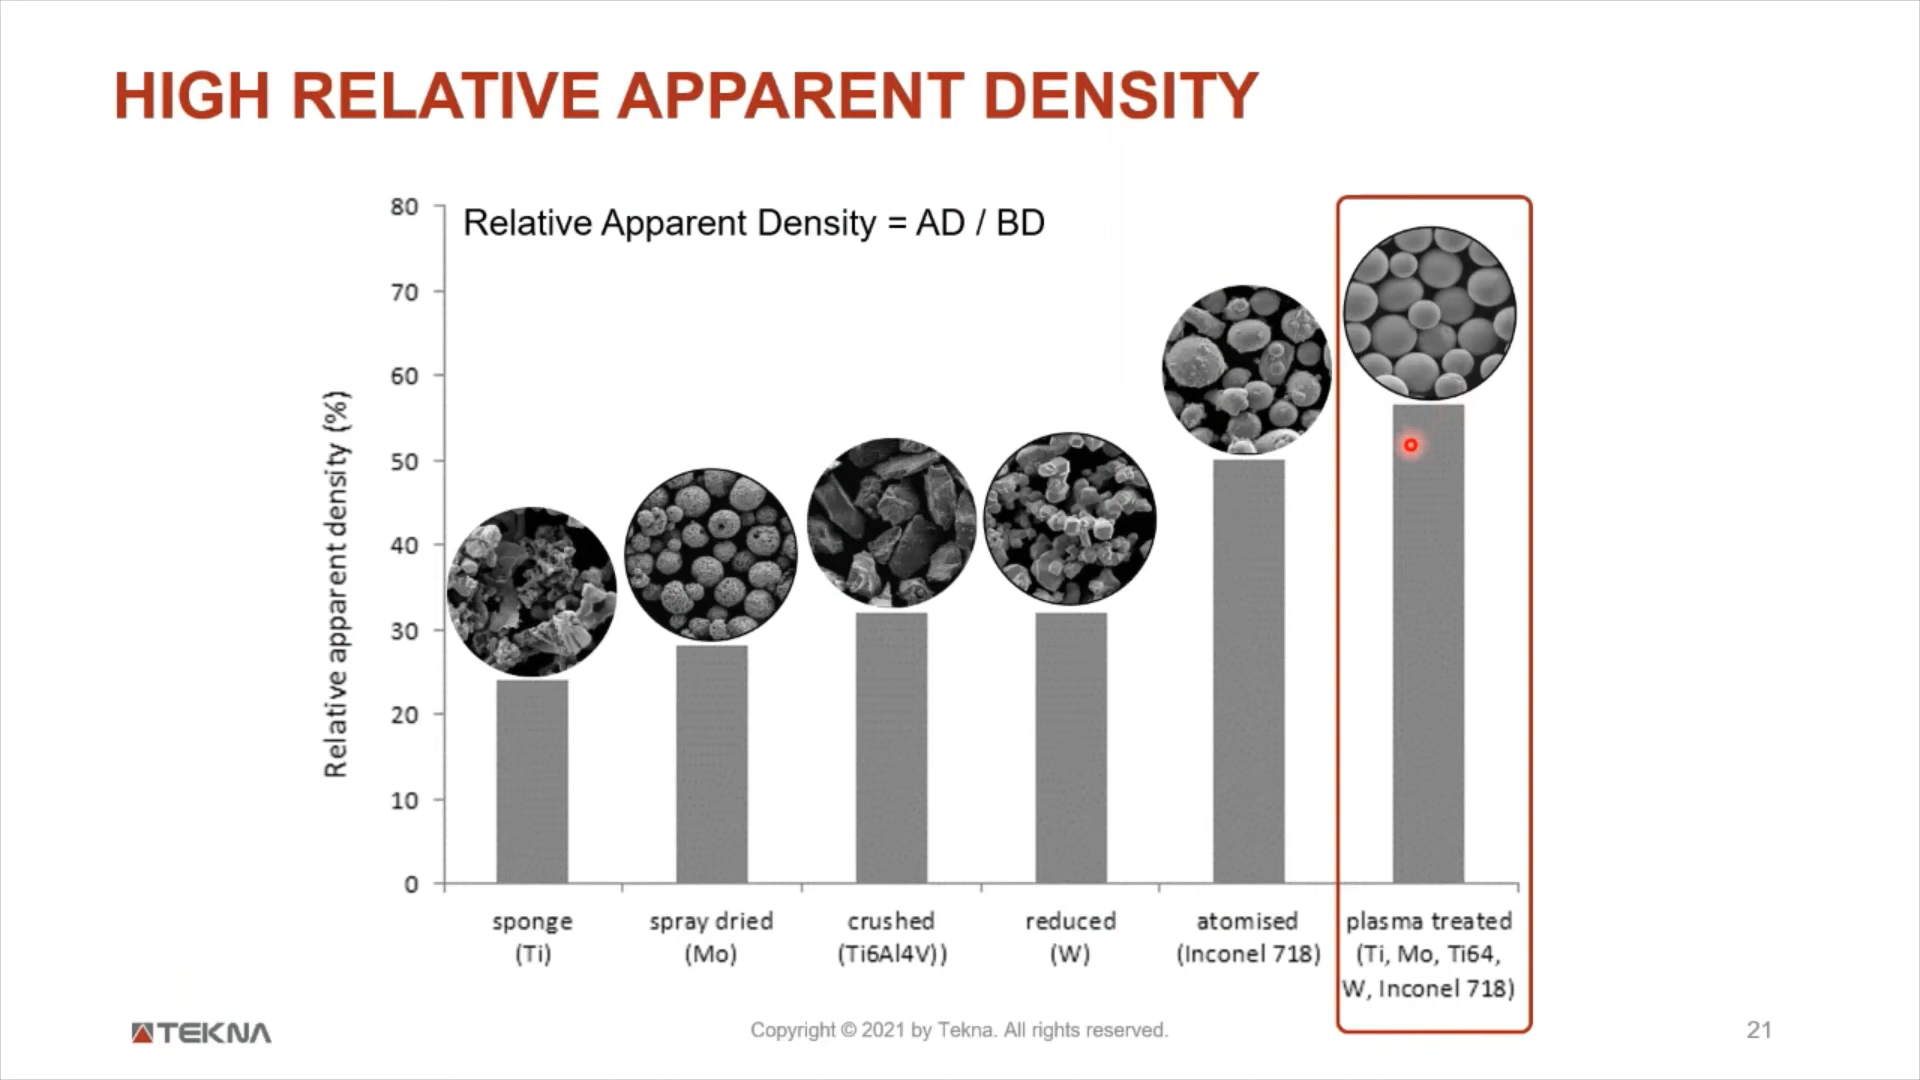 HIGH RELATIVE APPARENT DENSITY
Relative Apparent Density = AD / BD
Relative apparent density (%)
80
70
60
50
40
30
20
10
0
sponge
(Ti)
spray dried
(Mo)
crushed
(Ti6Al4V))
reduced
(W)
atomised
(Inconel 718)
plasma treated
(Ti, Mo, Ti64,
W, Inconel 718)
TEKNA
Copyright © 2021 by Tekna. All rights reserved.
21